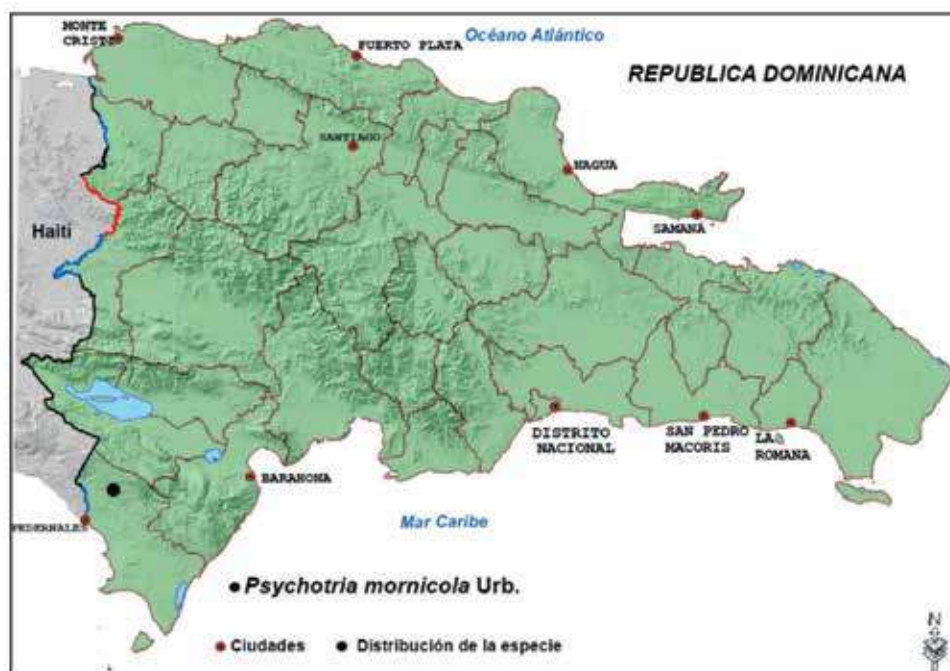 MONTE
CRISTI
Océano Atlántico
PUERTO PLATA
REPUBLICA DOMINICANA
SANTIAGO
NAGUA
SAMANA
Haití
DISTRITO
NACIONAL
SAN PEDRO
MACORIS
LA
ROMANA
BARAHONA
PEDERNALES
Mar Caribe
Psychotria mornicola Urb.
Ciudades
Distribución de la especie
N